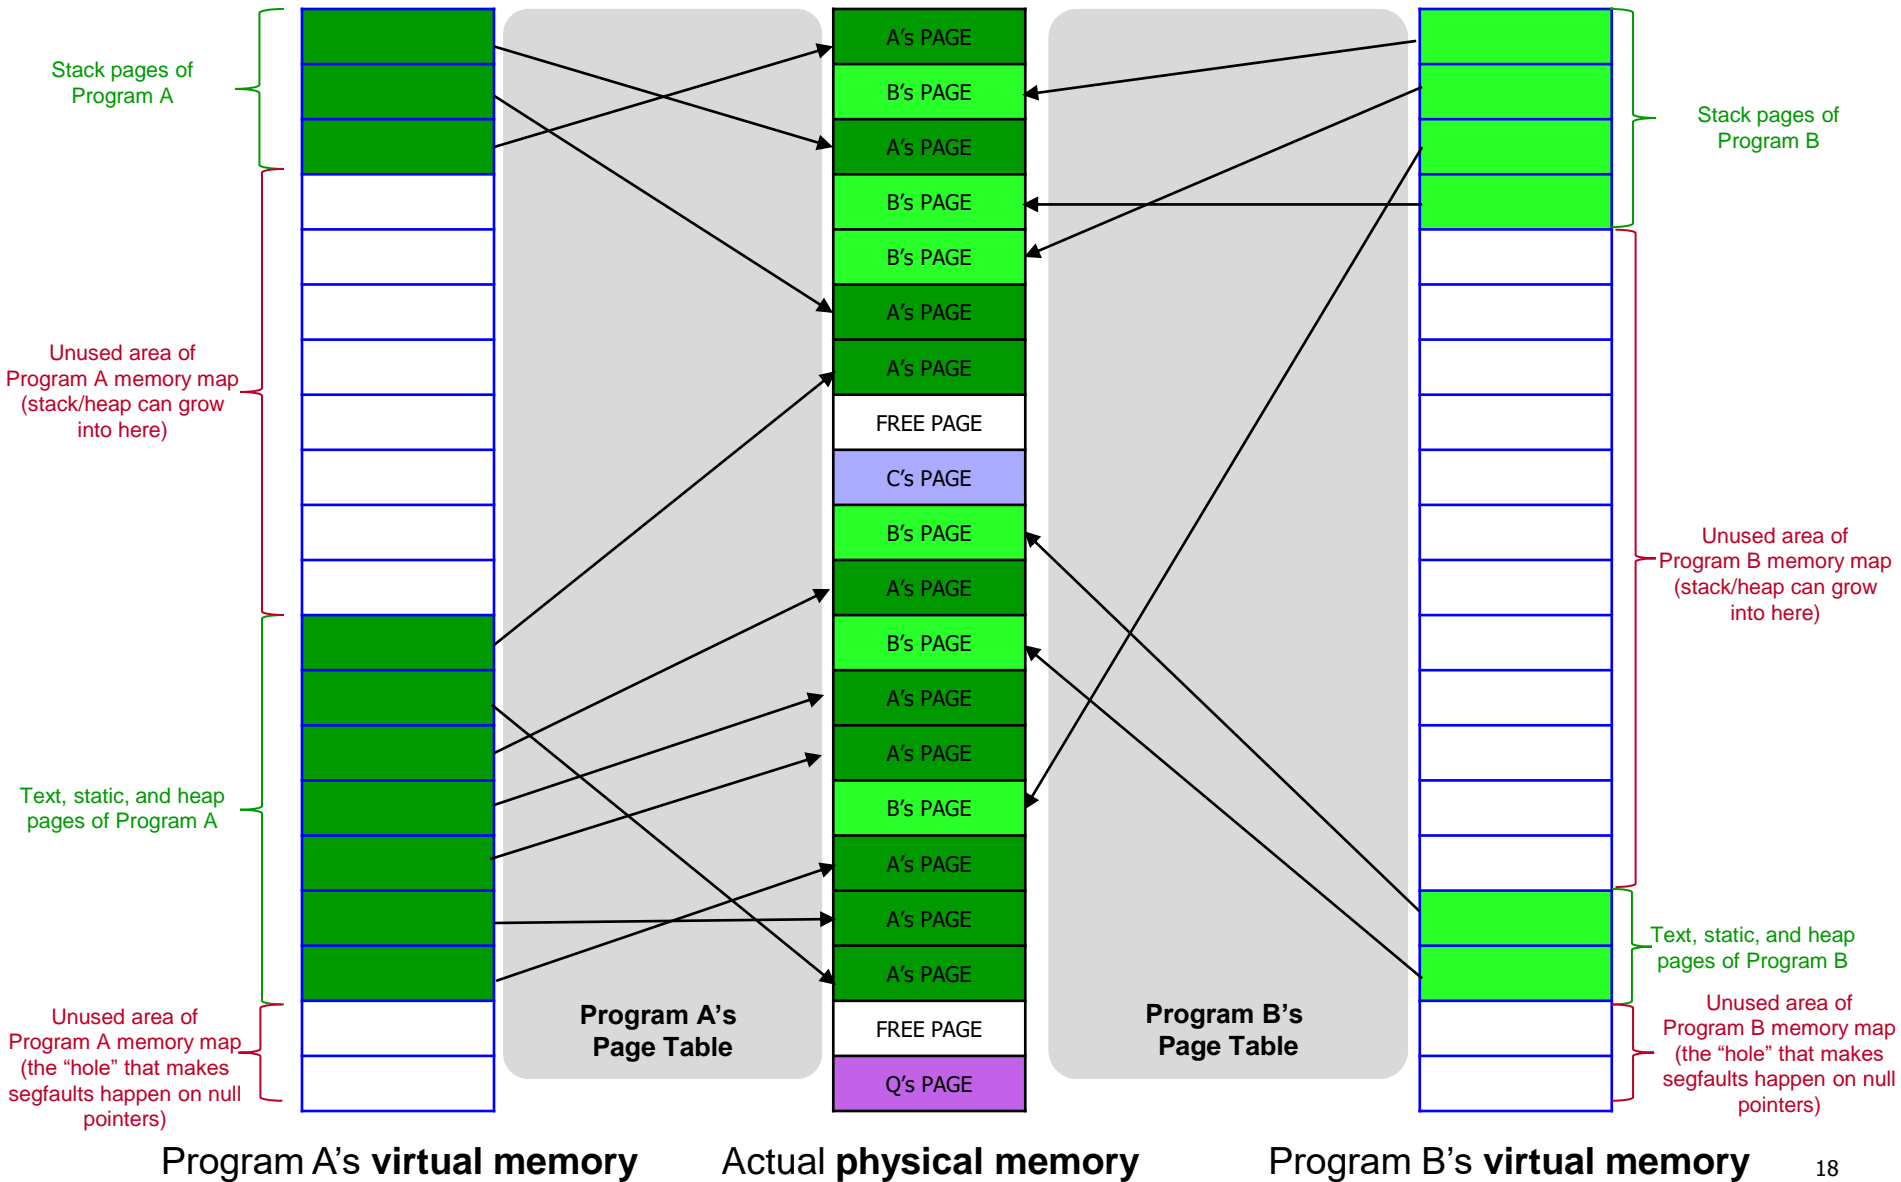 Stack pages of
Program A
Unused area of
Program A memory map
(stack/heap can grow
into here)
Text, static, and heap
pages of Program A
Unused area of
Program A memory map
(the “hole” that makes
segfaults happen on null
pointers)
Program A’s
Page Table
A’s PAGE
B’s PAGE
A’s PAGE
B’s PAGE
B’s PAGE
A’s PAGE
A’s PAGE
FREE PAGE
C’s PAGE
B’s PAGE
A’s PAGE
B’s PAGE
A’s PAGE
A’s PAGE
B’s PAGE
A’s PAGE
A’s PAGE
A’s PAGE
FREE PAGE
Q’s PAGE
Program B’s
Page Table
Stack pages of
Program B
Unused area of
Program B memory map
(stack/heap can grow
into here)
Text, static, and heap
pages of Program B
Unused area of
Program B memory map
(the “hole” that makes
segfaults happen on null
pointers)
Program A’s virtual memory
Actual physical memory
Program B’s virtual memory
18